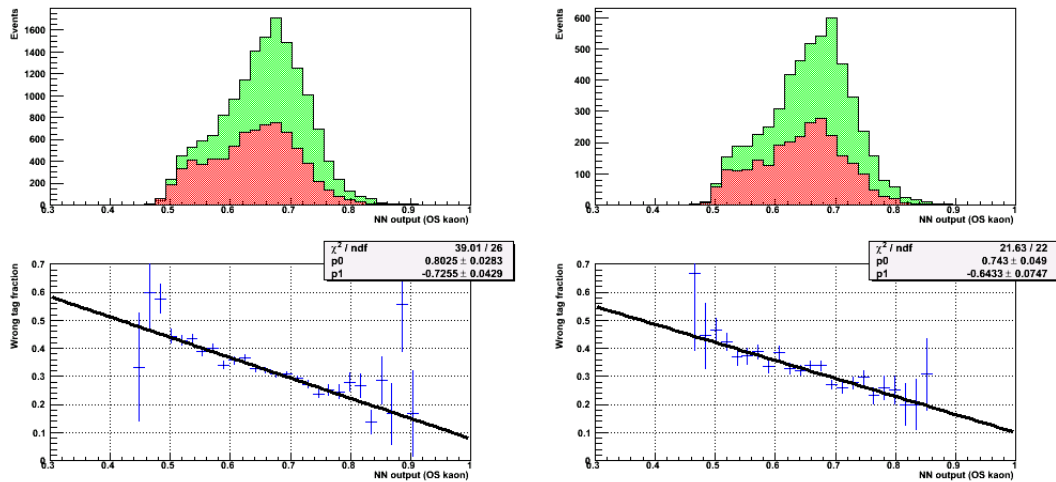 Events
1600
1400
1200
1000
800
600
400
200
0
0.3 0.4 0.5 0.6 0.7 0.8 0.9 1
NN output (OS kaon)
Events
600
500
400
300
200
100
0
0.3 0.4 0.5 0.6 0.7 0.8 0.9 1
NN output (OS kaon)
χ² / ndf 39.01 / 26
p0 0.8025 ± 0.0283
p1 -0.7255 ± 0.0429
Wrong tag fraction
0.7
0.6
0.5
0.4
0.3
0.2
0.1
0
0.3 0.4 0.5 0.6 0.7 0.8 0.9 1
NN output (OS kaon)
χ² / ndf 21.63 / 22
p0 0.743 ± 0.049
p1 -0.6433 ± 0.0747
Wrong tag fraction
0.7
0.6
0.5
0.4
0.3
0.2
0.1
0
0.3 0.4 0.5 0.6 0.7 0.8 0.9 1
NN output (OS kaon)